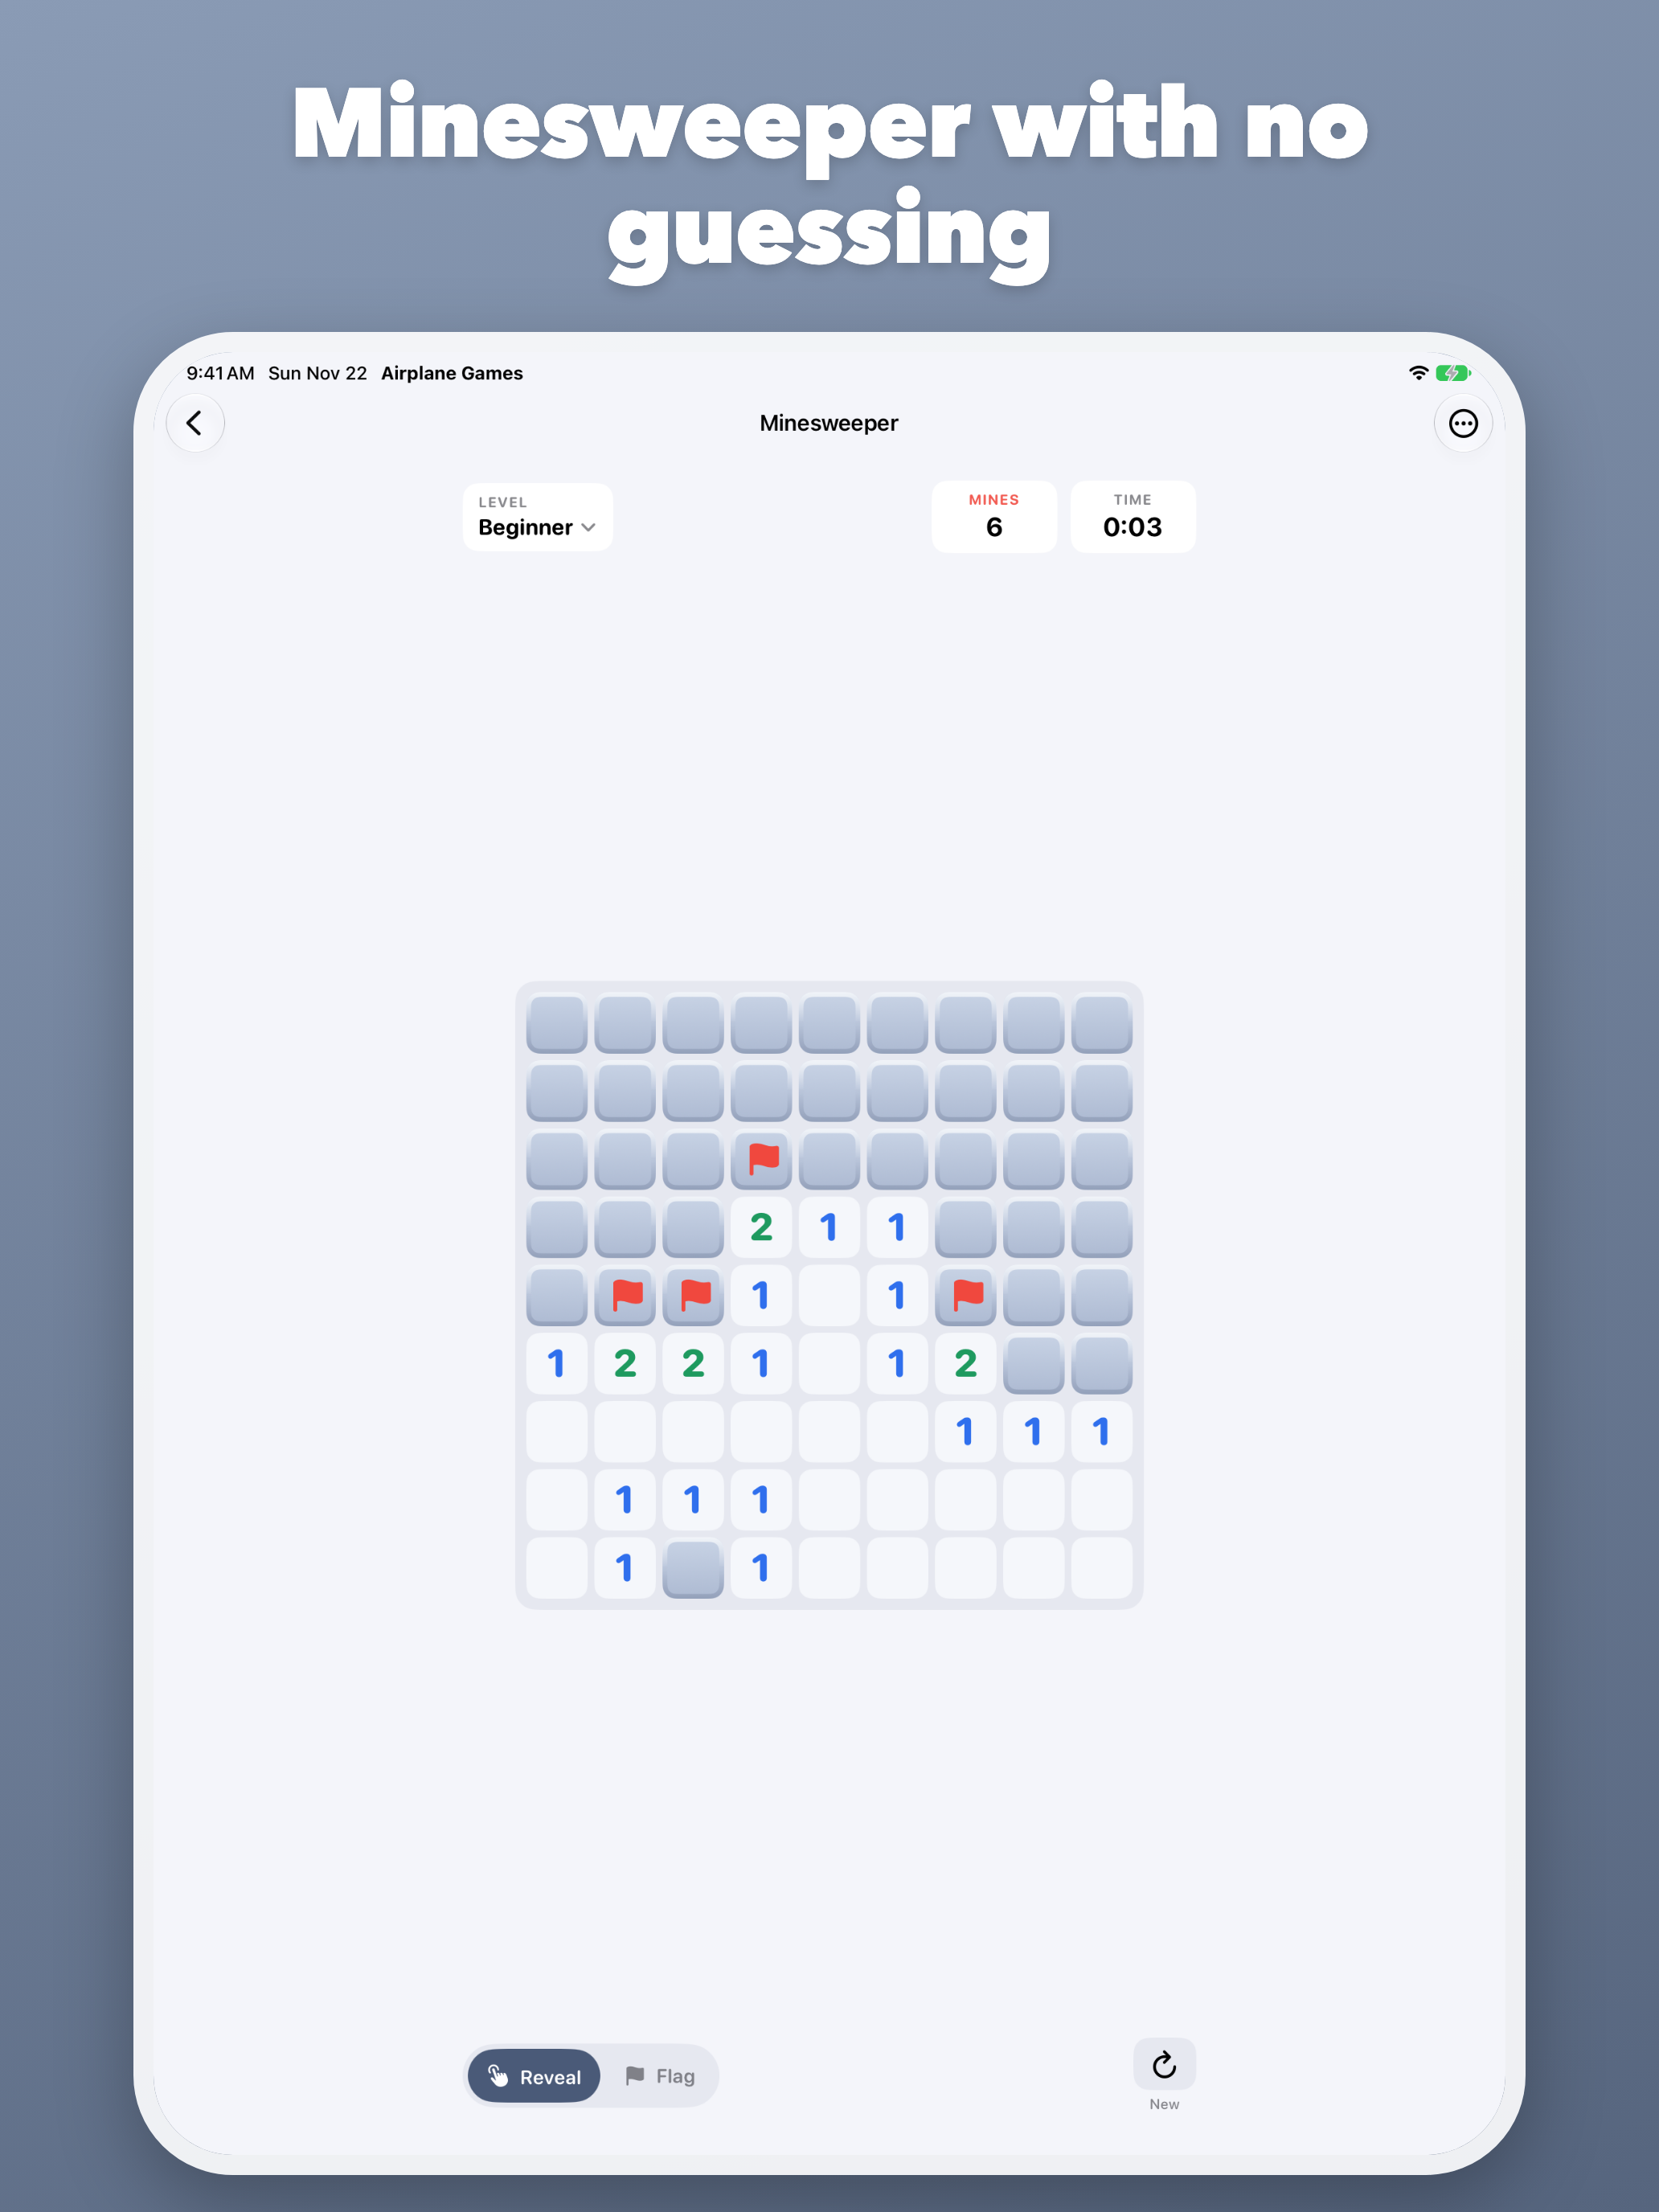 Minesweeper with no
guessing
9:41 AM Sun Nov 22 Airplane Games
Minesweeper
LEVEL
Beginner
MINES
6
TIME
0:03
2 1 1
1 1
1 2 2 1 1 2
1 1 1
1 1 1
1 1
Reveal
Flag
New